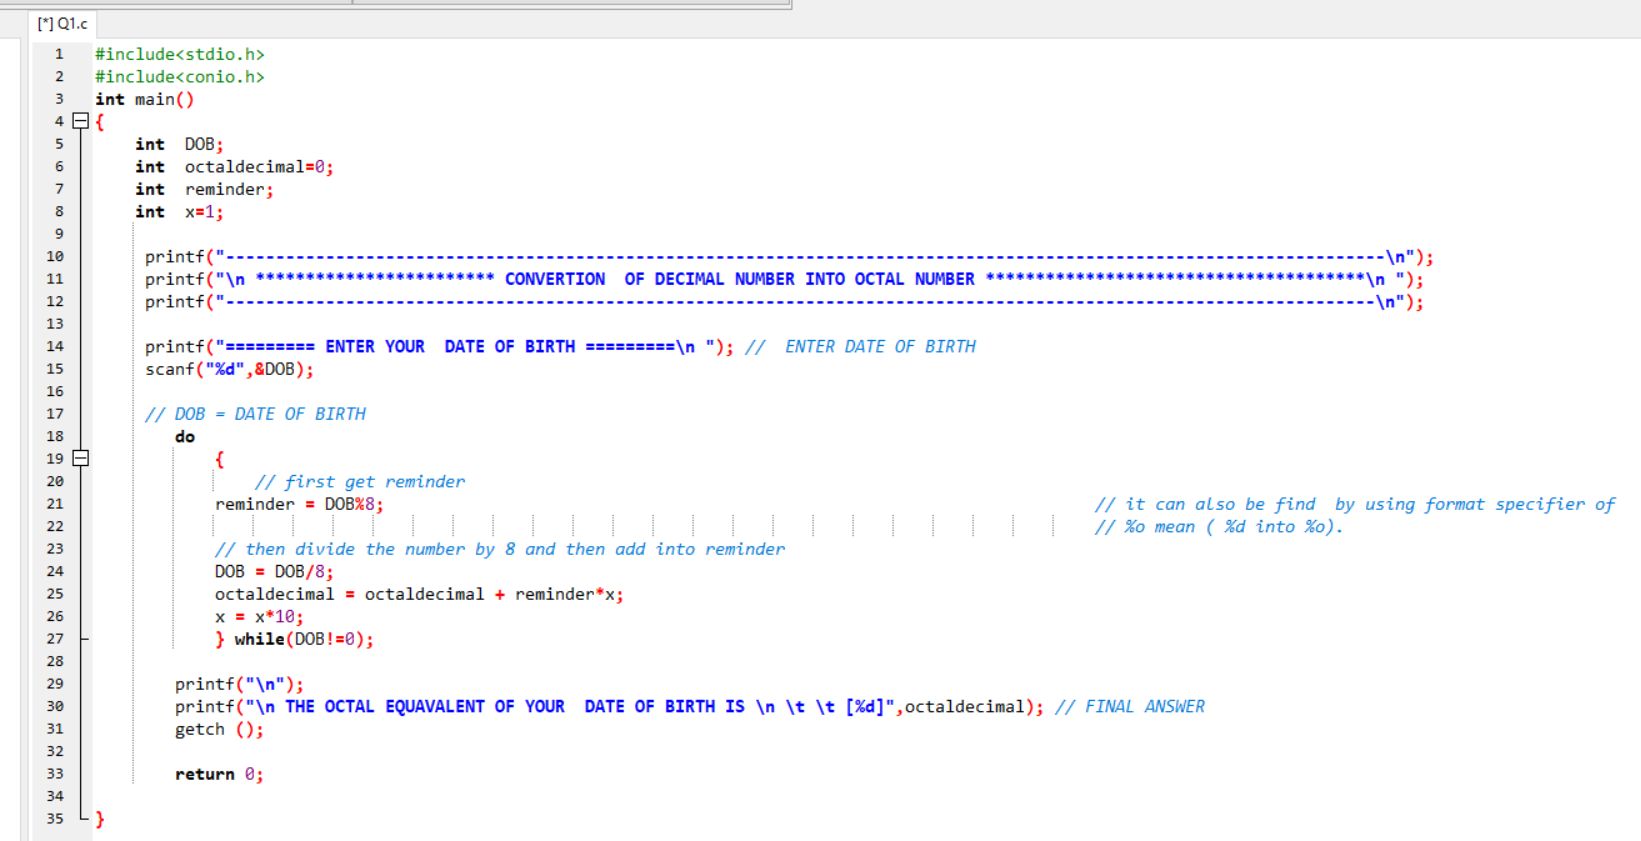 [*] Q1.c
1 #include<stdio.h>
2 #include<conio.h>
3 int main()
4 {
5 int  DOB;
6 int  octaldecimal=0;
7 int  reminder;
8 int  x=1;
9
10 printf("--------------------------------------------------------------------------------------------------------------------\n");
11 printf("\n ************************ CONVERTION  OF DECIMAL NUMBER INTO OCTAL NUMBER **************************************\n ");
12 printf("-------------------------------------------------------------------------------------------------------------------\n");
13
14 printf("========= ENTER YOUR  DATE OF BIRTH =========\n "); //  ENTER DATE OF BIRTH
15 scanf("%d",&DOB);
16
17 // DOB = DATE OF BIRTH
18 do
19 {
20 // first get reminder
21 reminder = DOB%8; // it can also be find  by using format specifier of
22 // %o mean ( %d into %o).
23 // then divide the number by 8 and then add into reminder
24 DOB = DOB/8;
25 octaldecimal = octaldecimal + reminder*x;
26 x = x*10;
27 } while(DOB!=0);
28
29 printf("\n");
30 printf("\n THE OCTAL EQUAVALENT OF YOUR  DATE OF BIRTH IS \n \t \t [%d]",octaldecimal); // FINAL ANSWER
31 getch ();
32
33 return 0;
34
35 }